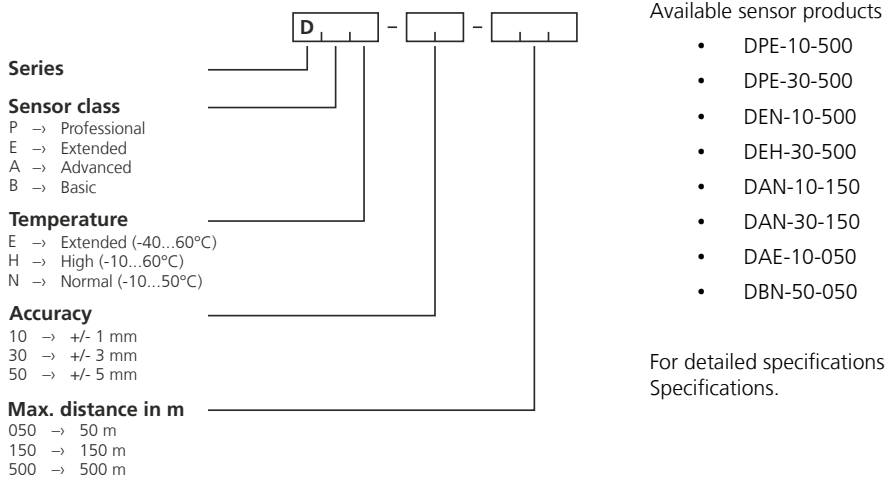 D – –
Series
Sensor class
P –› Professional
E –› Extended
A –› Advanced
B –› Basic
Temperature
E –› Extended (-40...60°C)
H –› High (-10...60°C)
N –› Normal (-10...50°C)
Accuracy
10 –› +/- 1 mm
30 –› +/- 3 mm
50 –› +/- 5 mm
Max. distance in m
050 –› 50 m
150 –› 150 m
500 –› 500 m
Available sensor products
• DPE-10-500
• DPE-30-500
• DEN-10-500
• DEH-30-500
• DAN-10-150
• DAN-30-150
• DAE-10-050
• DBN-50-050
For detailed specifications
Specifications.